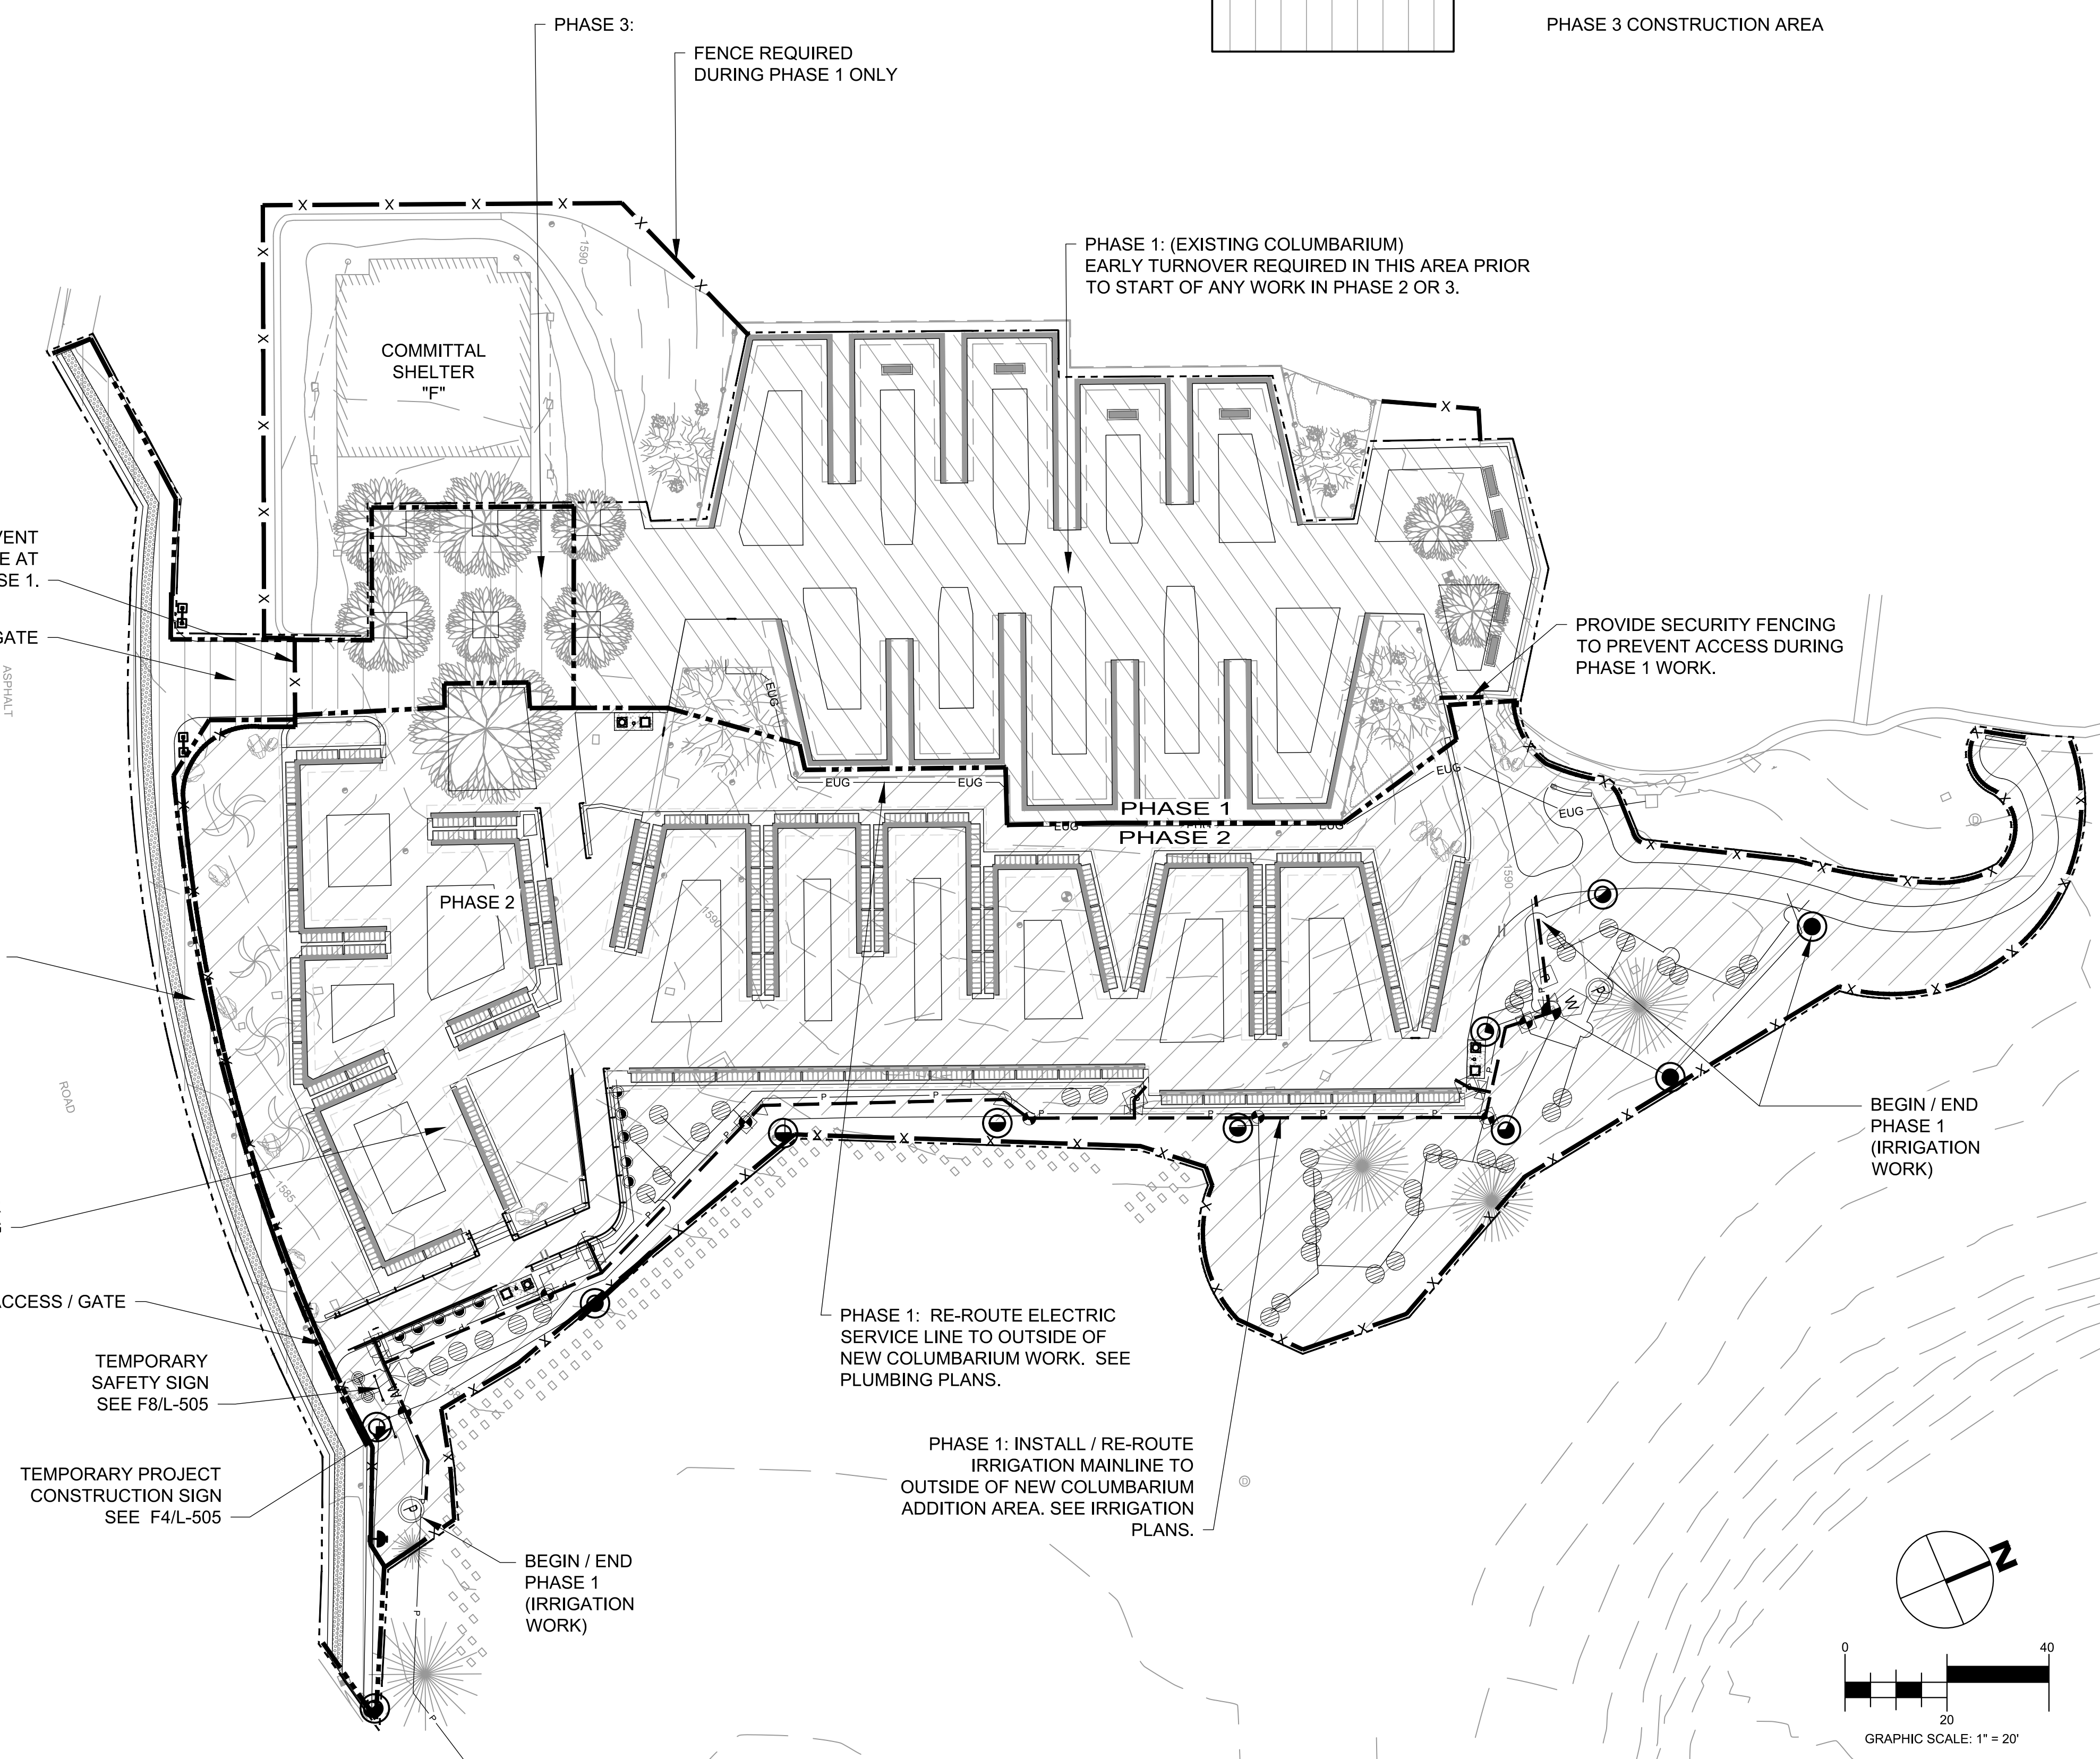 PHASE 3:
PHASE 3 CONSTRUCTION AREA
FENCE REQUIRED
DURING PHASE 1 ONLY
PHASE 1: (EXISTING COLUMBARIUM)
EARLY TURNOVER REQUIRED IN THIS AREA PRIOR
TO START OF ANY WORK IN PHASE 2 OR 3.
1590
COMMITTAL
SHELTER
"F"
AT
SE 1.
GATE
ASPHALT
PROVIDE SECURITY FENCING
TO PREVENT ACCESS DURING
PHASE 1 WORK.
EUG
EUG
EUG
EUG
EUG
PHASE 1
EUG
EUG
PHASE 2
PHASE 2
1590
1590
ROAD
1585
BEGIN / END
PHASE 1
(IRRIGATION
WORK)
ACCESS / GATE
PHASE 1: RE-ROUTE ELECTRIC
SERVICE LINE TO OUTSIDE OF
NEW COLUMBARIUM WORK. SEE
PLUMBING PLANS.
TEMPORARY
SAFETY SIGN
SEE F8/L-505
PHASE 1: INSTALL / RE-ROUTE
IRRIGATION MAINLINE TO
OUTSIDE OF NEW COLUMBARIUM
ADDITION AREA. SEE IRRIGATION
PLANS.
TEMPORARY PROJECT
CONSTRUCTION SIGN
SEE F4/L-505
BEGIN / END
PHASE 1
(IRRIGATION
WORK)
N
0 40
20
GRAPHIC SCALE: 1" = 20'